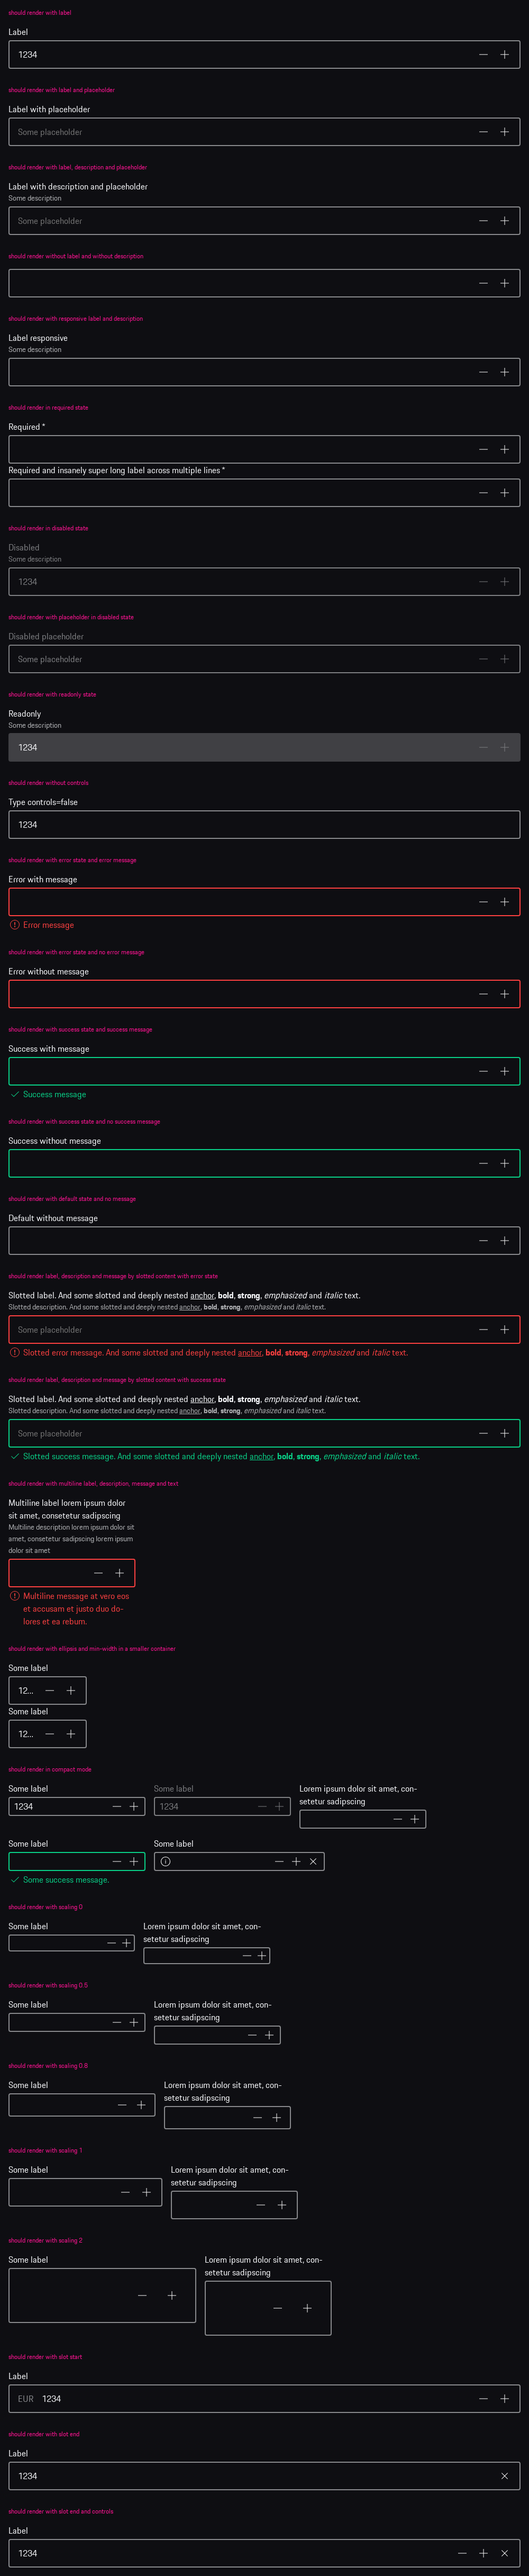 should render with label
Label
1234
should render with label and placeholder
Label with placeholder
Some placeholder
should render with label, description and placeholder
Label with description and placeholder
Some description
Some placeholder
should render without label and without description
should render with responsive label and description
Label responsive
Some description
should render in required state
Required *
Required and insanely super long label across multiple lines *
should render in disabled state
Disabled
Some description
1234
should render with placeholder in disabled state
Disabled placeholder
Some placeholder
should render with readonly state
Readonly
Some description
1234
should render without controls
Type controls=false
1234
should render with error state and error message
Error with message
Error message
should render with error state and no error message
Error without message
should render with success state and success message
Success with message
Success message
should render with success state and no success message
Success without message
should render with default state and no message
Default without message
should render label, description and message by slotted content with error state
Slotted label. And some slotted and deeply nested anchor, bold, strong, emphasized and italic text.
Slotted description. And some slotted and deeply nested anchor, bold, strong, emphasized and italic text.
Some placeholder
Slotted error message. And some slotted and deeply nested anchor, bold, strong, emphasized and italic text.
should render label, description and message by slotted content with success state
Slotted label. And some slotted and deeply nested anchor, bold, strong, emphasized and italic text.
Slotted description. And some slotted and deeply nested anchor, bold, strong, emphasized and italic text.
Some placeholder
Slotted success message. And some slotted and deeply nested anchor, bold, strong, emphasized and italic text.
should render with multiline label, description, message and text
Multiline label lorem ipsum dolor
sit amet, consetetur sadipscing
Multiline description lorem ipsum dolor sit
amet, consetetur sadipscing lorem ipsum
dolor sit amet
Multiline message at vero eos
et accusam et justo duo do-
lores et ea rebum.
should render with ellipsis and min-width in a smaller container
Some label
12...
Some label
12...
should render in compact mode
Some label
1234
Some label
1234
Lorem ipsum dolor sit amet, con-
setetur sadipscing
Some label
Some success message.
Some label
should render with scaling 0
Some label
Lorem ipsum dolor sit amet, con-
setetur sadipscing
should render with scaling 0.5
Some label
Lorem ipsum dolor sit amet, con-
setetur sadipscing
should render with scaling 0.8
Some label
Lorem ipsum dolor sit amet, con-
setetur sadipscing
should render with scaling 1
Some label
Lorem ipsum dolor sit amet, con-
setetur sadipscing
should render with scaling 2
Some label
Lorem ipsum dolor sit amet, con-
setetur sadipscing
should render with slot start
Label
EUR 1234
should render with slot end
Label
1234
should render with slot end and controls
Label
1234